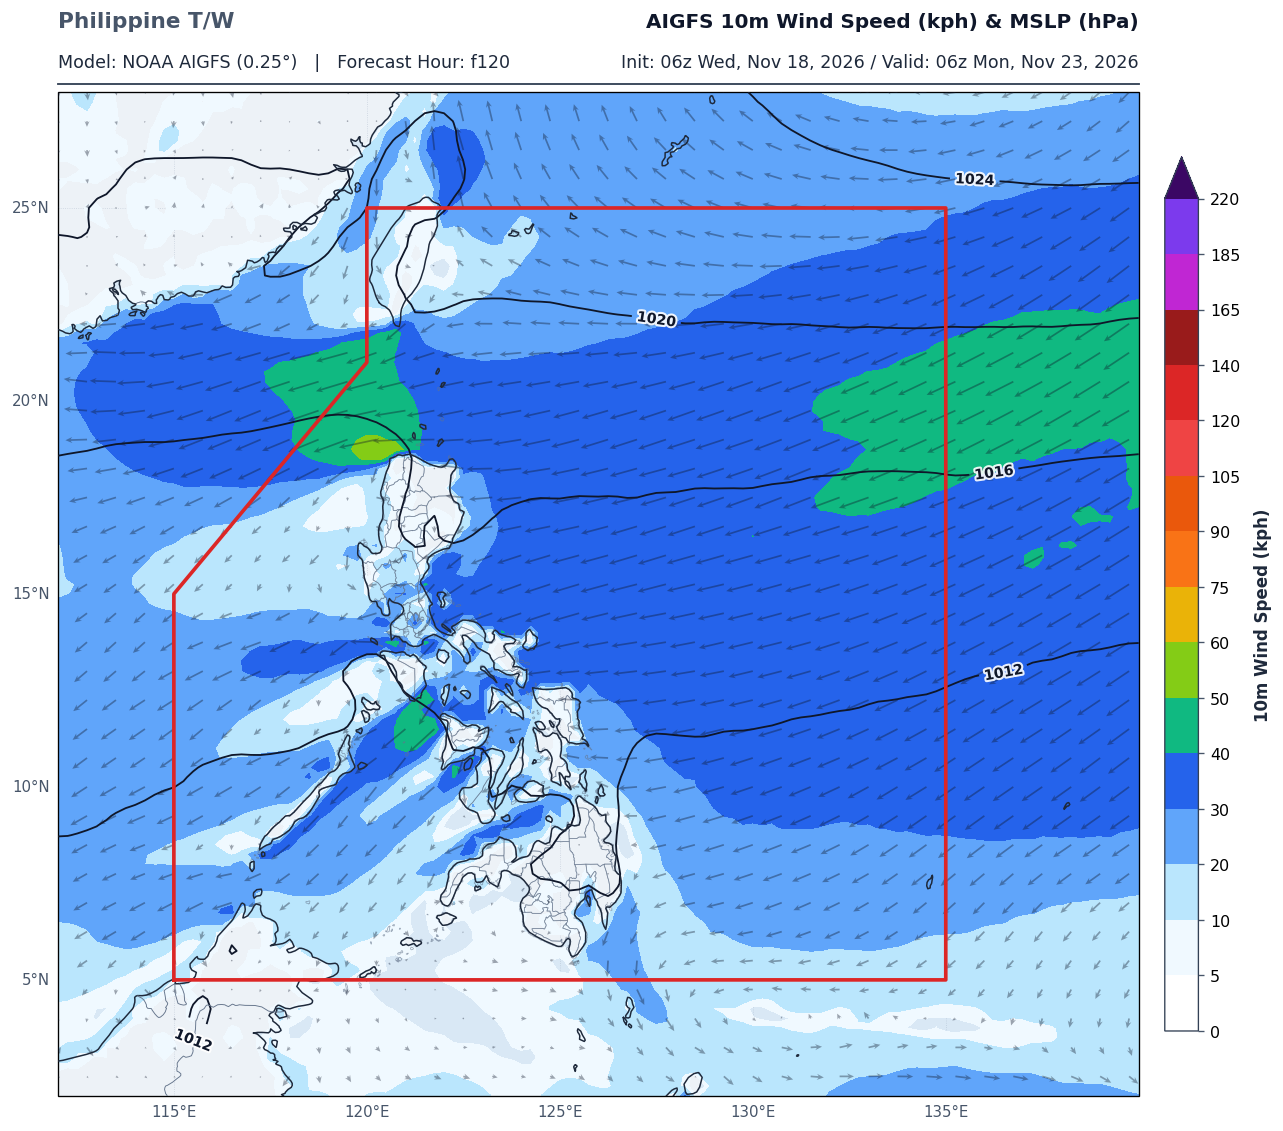 Philippine T/W
AIGFS 10m Wind Speed (kph) & MSLP (hPa)
Model: NOAA AIGFS (0.25°) | Forecast Hour: f120
Init: 06z Wed, Nov 18, 2026 / Valid: 06z Mon, Nov 23, 2026
1024
1020
1016
1012
1012
25°N
20°N
15°N
10°N
5°N
115°E
120°E
125°E
130°E
135°E
220
185
165
140
120
105
90
75
60
50
40
30
20
10
5
0
10m Wind Speed (kph)